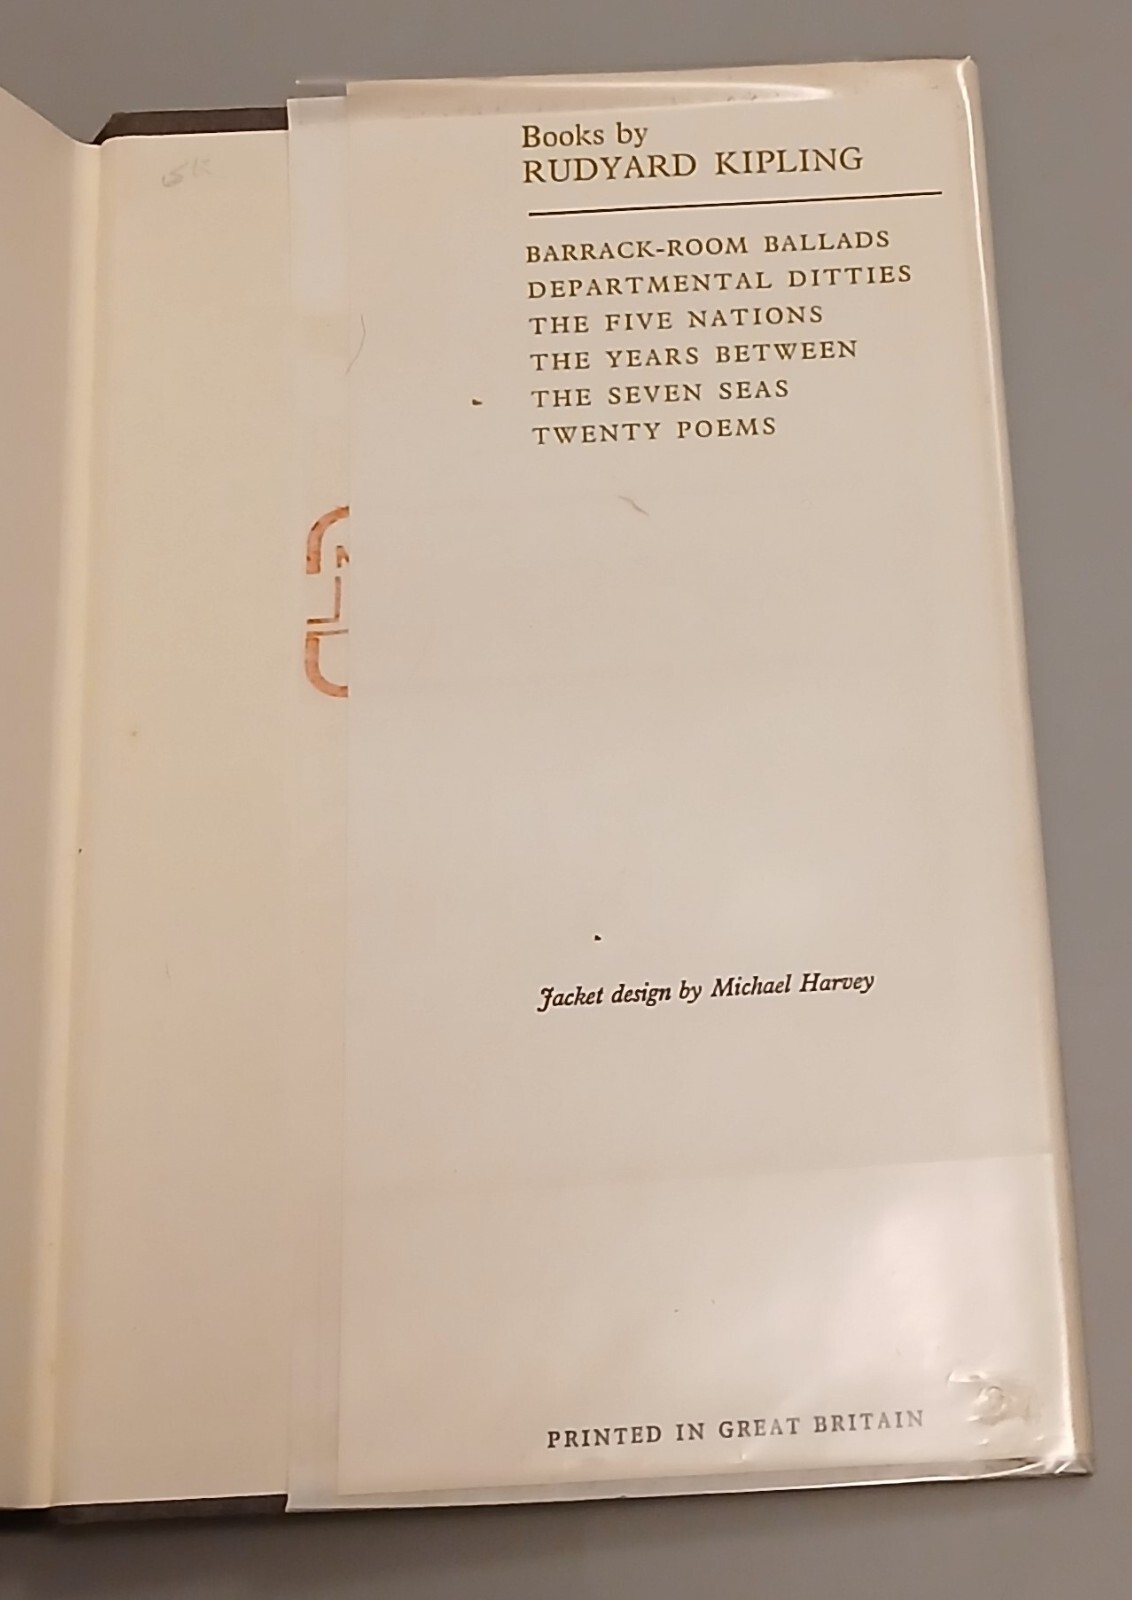 Books by
RUDYARD KIPLING
BARRACK-ROOM BALLADS
DEPARTMENTAL DITTIES
THE FIVE NATIONS
THE YEARS BETWEEN
THE SEVEN SEAS
TWENTY POEMS
Jacket design by Michael Harvey
PRINTED IN GREAT BRITAIN